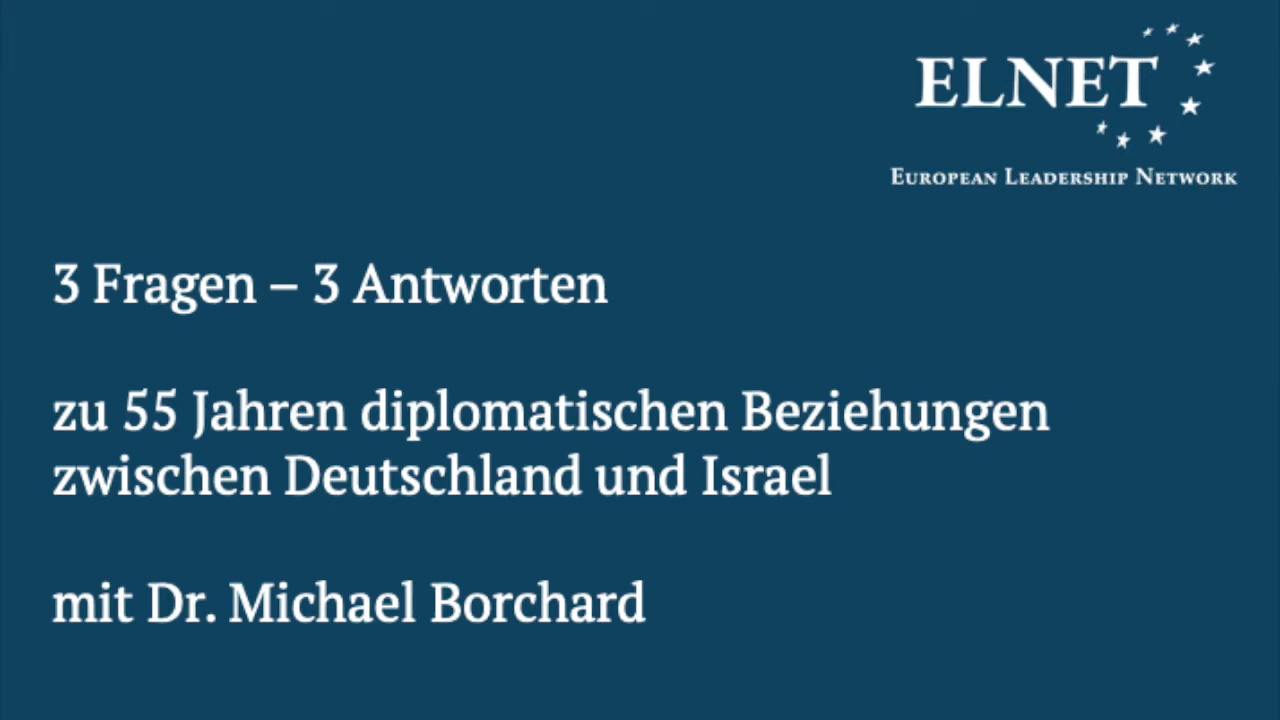 ELNET
EUROPEAN LEADERSHIP NETWORK
3 Fragen – 3 Antworten
zu 55 Jahren diplomatischen Beziehungen
zwischen Deutschland und Israel
mit Dr. Michael Borchard